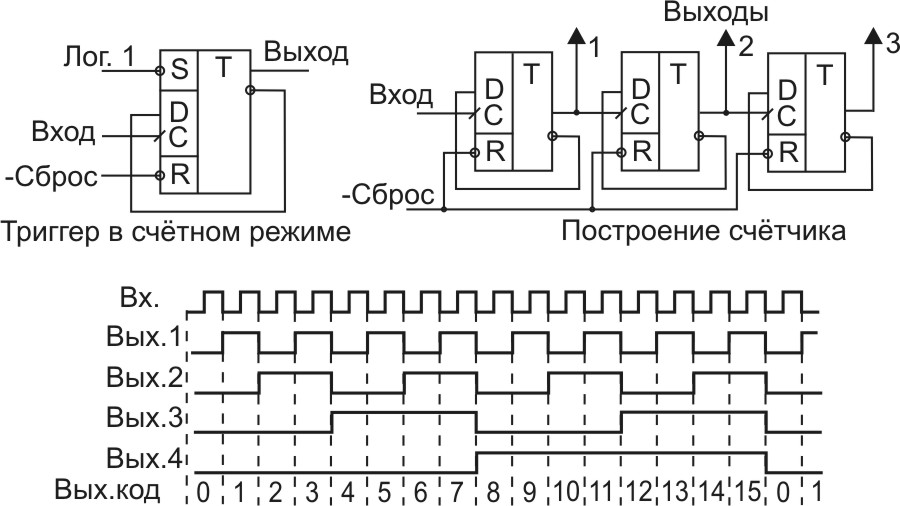 Лог. 1
S T Выход
D
Вход C
-Сброс R
Триггер в счётном режиме
Выходы
1 2 3
D T D T D T
Вход C C C
R R R
-Сброс
Построение счётчика
Вх.
Вых.1
Вых.2
Вых.3
Вых.4
Вых.код 0 1 2 3 4 5 6 7 8 9 10 11 12 13 14 15 0 1